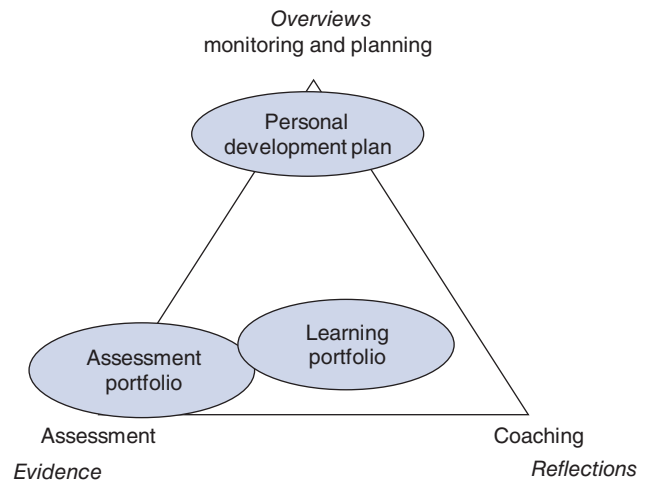 Overviews
monitoring and planning
Personal
development plan
Learning
portfolio
Assessment
portfolio
Assessment
Coaching
Evidence
Reflections